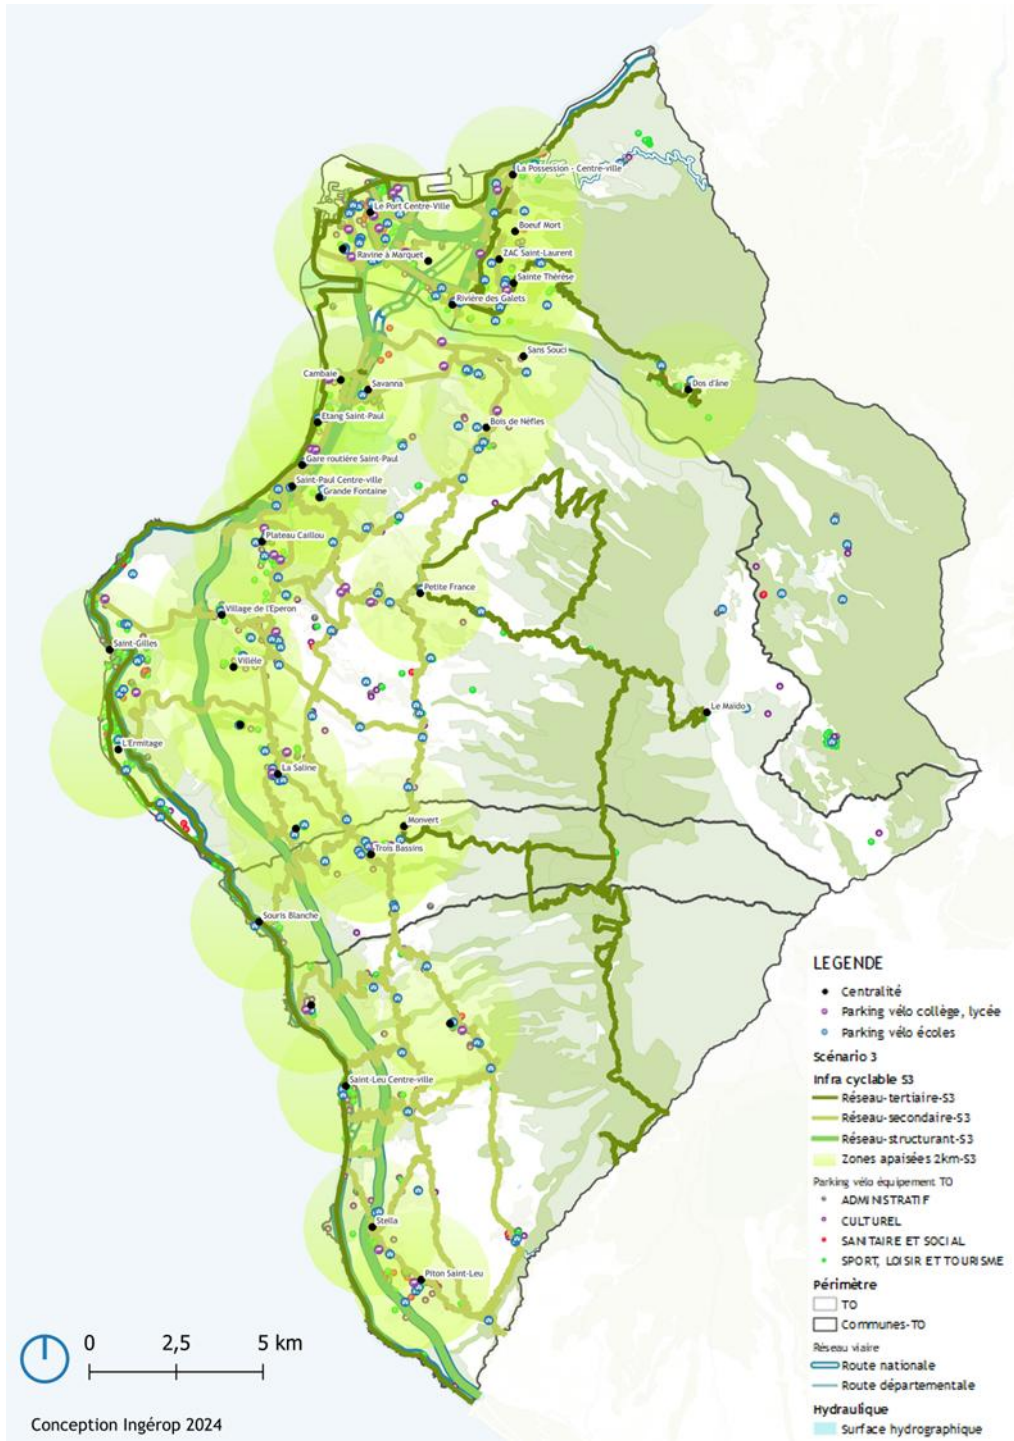 La Possession - Centre-ville
Le Port Centre-Ville
Boeuf Mort
Ravine à Marquet
ZAC Saint-Laurent
Sainte Thérèse
Rivière des Galets
Sans Souci
Cambaie
Savanna
Dos d'âne
Etang Saint-Paul
Bois de Nèfles
Gare routière Saint-Paul
Saint-Paul Centre-ville
Grande Fontaine
Plateau Caillou
Petite France
Village de l'Eperon
Saint-Gilles
Villèle
Le Maïdo
L'Ermitage
La Saline
Monvert
Trois Bassins
Souris Blanche
Saint-Leu Centre-ville
Stella
Piton Saint-Leu
LEGENDE
Centralité
Parking vélo collège, lycée
Parking vélo écoles
Scénario 3
Infra cyclable S3
Réseau-tertiaire-S3
Réseau-secondaire-S3
Réseau-structurant-S3
Zones apaisées 2km-S3
Parking vélo équipement TO
ADMINISTRATIF
CULTUREL
SANITAIRE ET SOCIAL
SPORT, LOISIR ET TOURISME
Périmètre
TO
Communes-TO
Réseau viaire
Route nationale
Route départementale
Hydraulique
Surface hydrographique
0 2,5 5 km
Conception Ingérop 2024